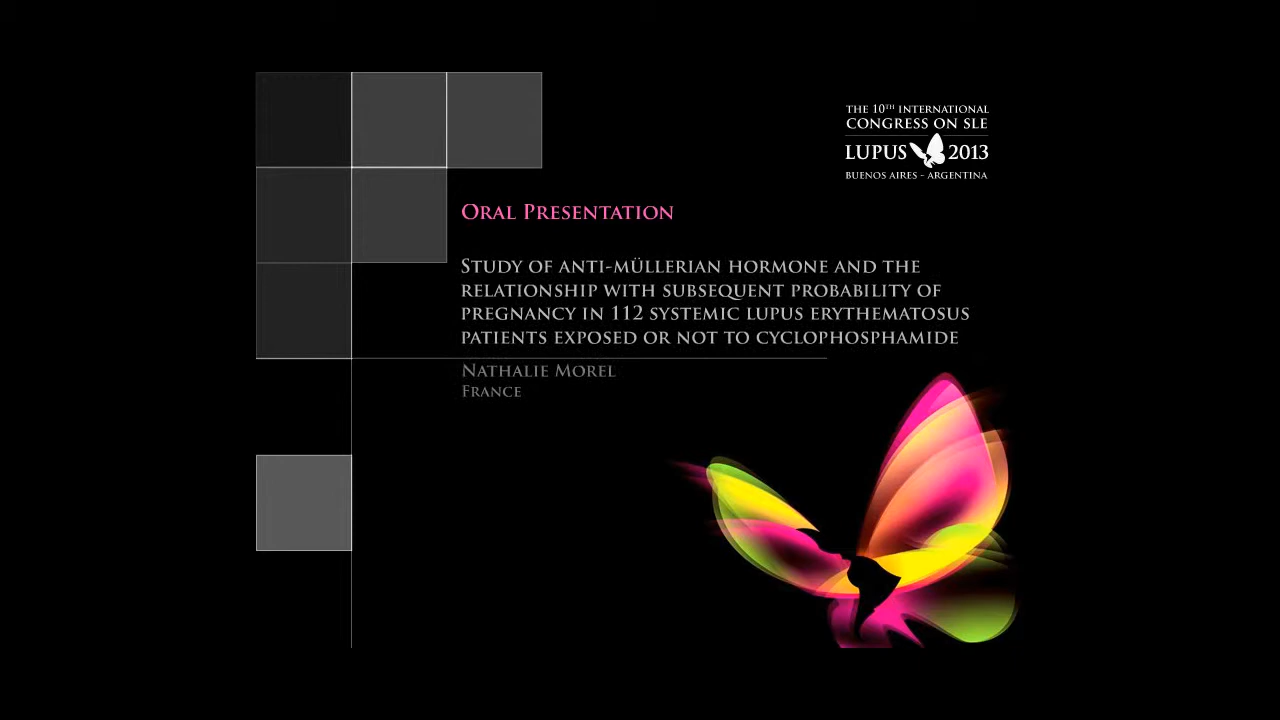 THE 10TH INTERNATIONAL
CONGRESS ON SLE
LUPUS 2013
BUENOS AIRES - ARGENTINA
ORAL PRESENTATION
STUDY OF ANTI-MÜLLERIAN HORMONE AND THE
RELATIONSHIP WITH SUBSEQUENT PROBABILITY OF
PREGNANCY IN 112 SYSTEMIC LUPUS ERYTHEMATOSUS
PATIENTS EXPOSED OR NOT TO CYCLOPHOSPHAMIDE
NATHALIE MOREL
FRANCE